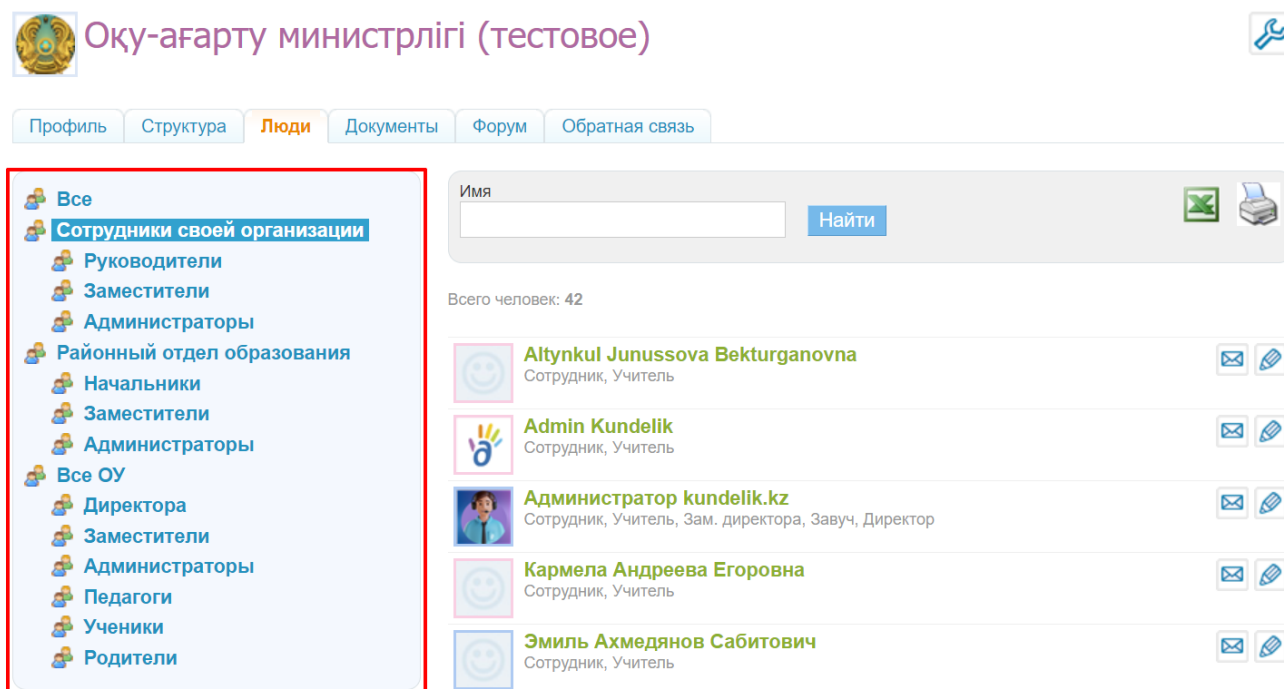 Оқу-ағарту министрлігі (тестовое)
Профиль Структура Люди Документы Форум Обратная связь
Все
Сотрудники своей организации
Руководители
Заместители
Администраторы
Районный отдел образования
Начальники
Заместители
Администраторы
Все ОУ
Директора
Заместители
Администраторы
Педагоги
Ученики
Родители
Имя
Найти
Всего человек: 42
Altynkul Junussova Bekturganovna
Сотрудник, Учитель
Admin Kundelik
Сотрудник, Учитель
Администратор kundelik.kz
Сотрудник, Учитель, Зам. директора, Завуч, Директор
Кармела Андреева Егоровна
Сотрудник, Учитель
Эмиль Ахмедянов Сабитович
Сотрудник, Учитель